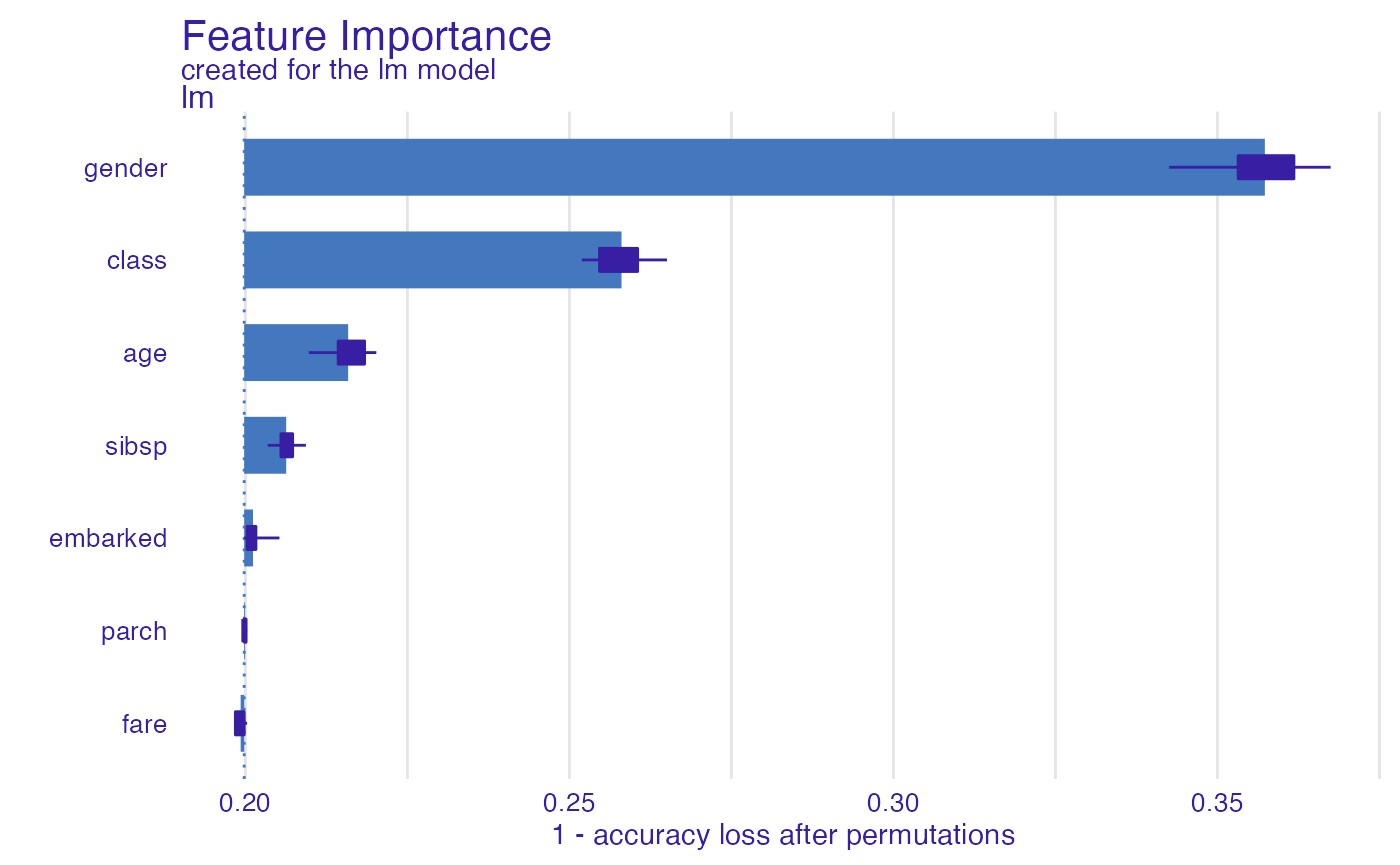 Feature Importance
created for the lm model
lm
gender
class
age
sibsp
embarked
parch
fare
0.20 0.25 0.30 0.35
1 - accuracy loss after permutations